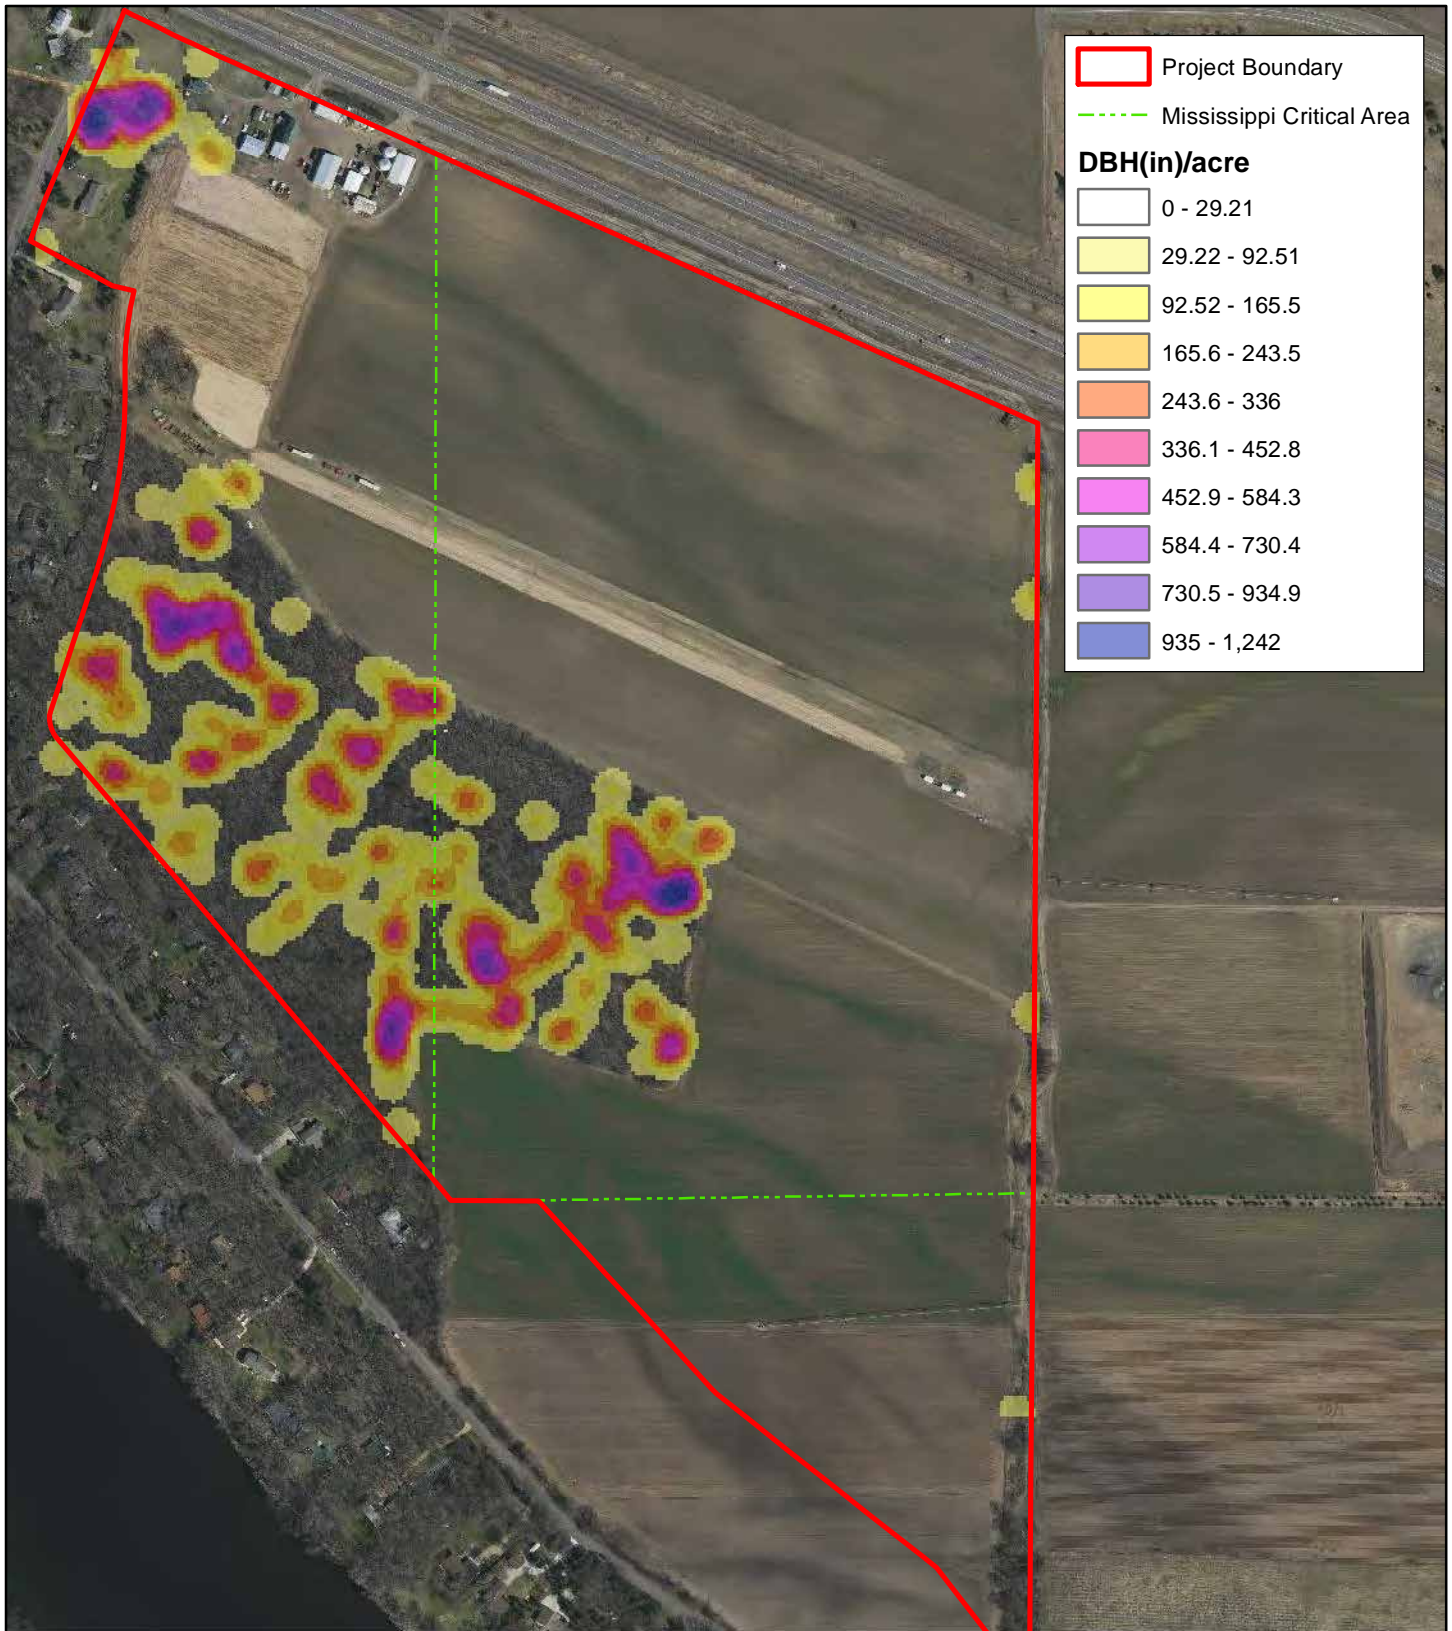 Project Boundary
Mississippi Critical Area
DBH(in)/acre
0 - 29.21
29.22 - 92.51
92.52 - 165.5
165.6 - 243.5
243.6 - 336
336.1 - 452.8
452.9 - 584.3
584.4 - 730.4
730.5 - 934.9
935 - 1,242